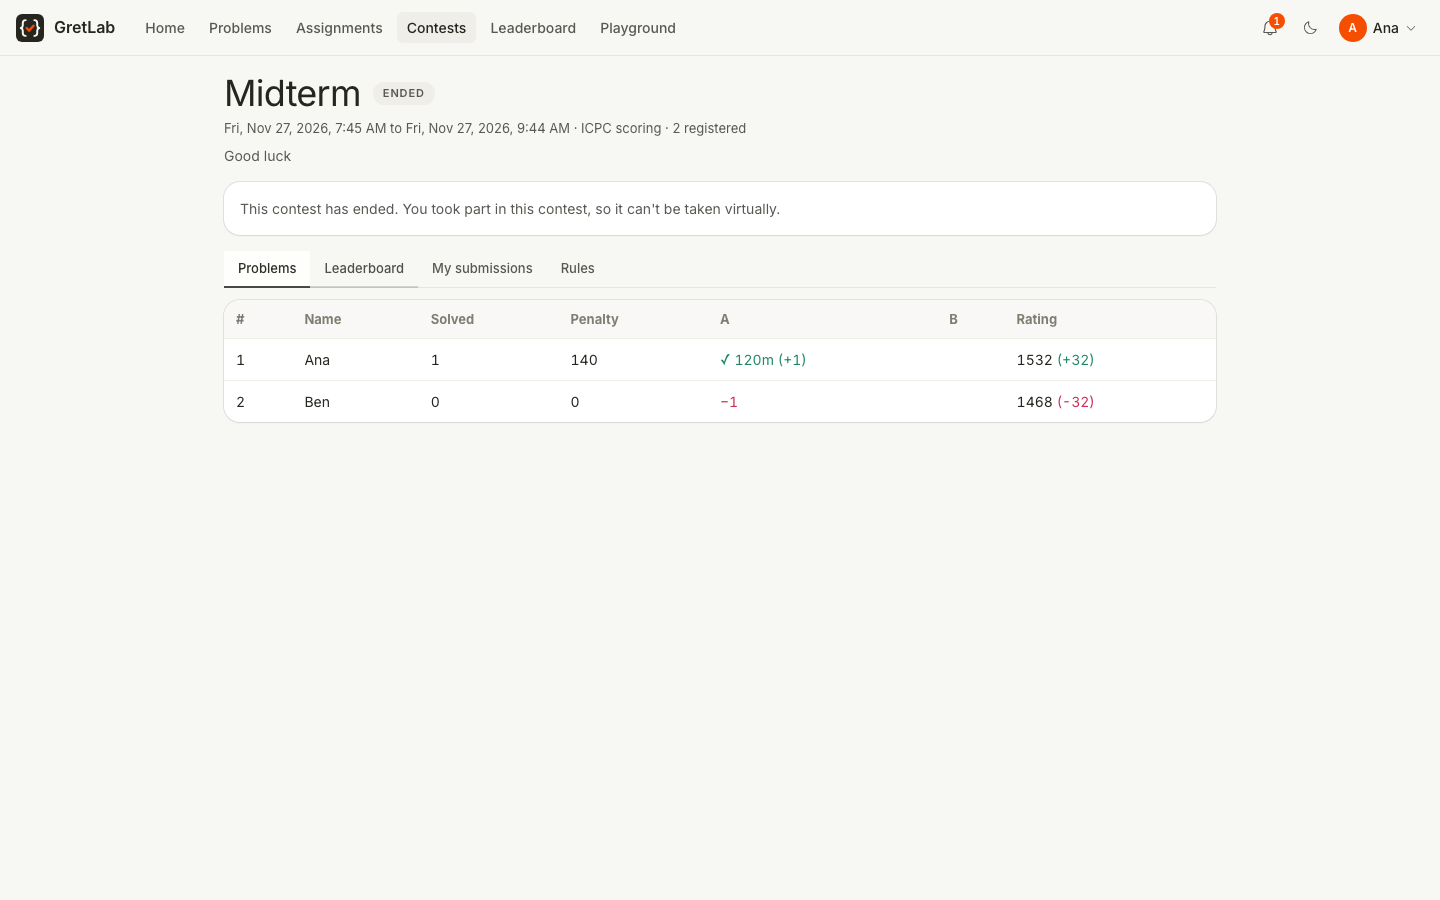 GretLab Home Problems Assignments Contests Leaderboard Playground 1 A Ana
Midterm ENDED
Fri, Nov 27, 2026, 7:45 AM to Fri, Nov 27, 2026, 9:44 AM · ICPC scoring · 2 registered
Good luck
This contest has ended. You took part in this contest, so it can't be taken virtually.
Problems Leaderboard My submissions Rules
# Name Solved Penalty A B Rating
1 Ana 1 140 ✓ 120m (+1) 1532 (+32)
2 Ben 0 0 −1 1468 (-32)